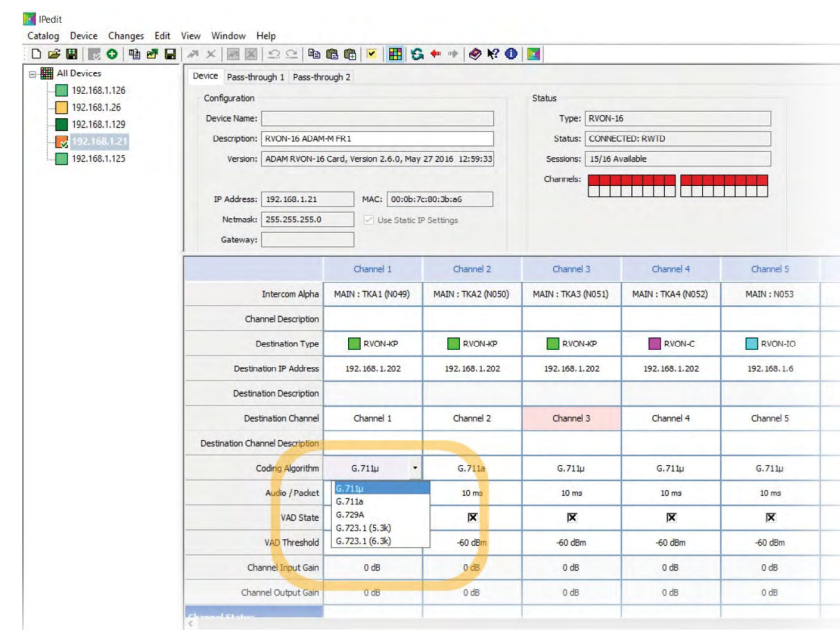 IPedit
Catalog Device Changes Edit View Window Help
All Devices
192.168.1.126
192.168.1.26
192.168.1.129
192.168.1.21
192.168.1.125
Device Pass-through 1 Pass-through 2
Configuration
Device Name:
Description: RVON-16 ADAM-M FR1
Version: ADAM RVON-16 Card, Version 2.6.0, May 27 2016 12:59:33
IP Address: 192.168.1.21 MAC: 00:0b:7c:80:3b:a6
Netmask: 255.255.255.0 Use Static IP Settings
Gateway:
Status
Type: RVON-16
Status: CONNECTED: RWTD
Sessions: 15/16 Available
Channels:
Channel 1 Channel 2 Channel 3 Channel 4 Channel 5
Intercom Alpha MAIN : TKA1 (N049) MAIN : TKA2 (N050) MAIN : TKA3 (N051) MAIN : TKA4 (N052) MAIN : N053
Channel Description
Destination Type RVON-KP RVON-KP RVON-KP RVON-C RVON-IO
Destination IP Address 192.168.1.202 192.168.1.202 192.168.1.202 192.168.1.202 192.168.1.6
Destination Description
Destination Channel Channel 1 Channel 2 Channel 3 Channel 4 Channel 5
Destination Channel Description
Coding Algorithm G.711µ G.711a G.711µ G.711µ G.711µ
Audio / Packet 10 ms 10 ms 10 ms 10 ms
VAD State
VAD Threshold -60 dBm -60 dBm -60 dBm -60 dBm
G.711µ
G.711a
G.729A
G.723.1 (5.3k)
G.723.1 (6.3k)
Channel Input Gain 0 dB 0 dB 0 dB 0 dB 0 dB
Channel Output Gain 0 dB 0 dB 0 dB 0 dB 0 dB
Channel Status